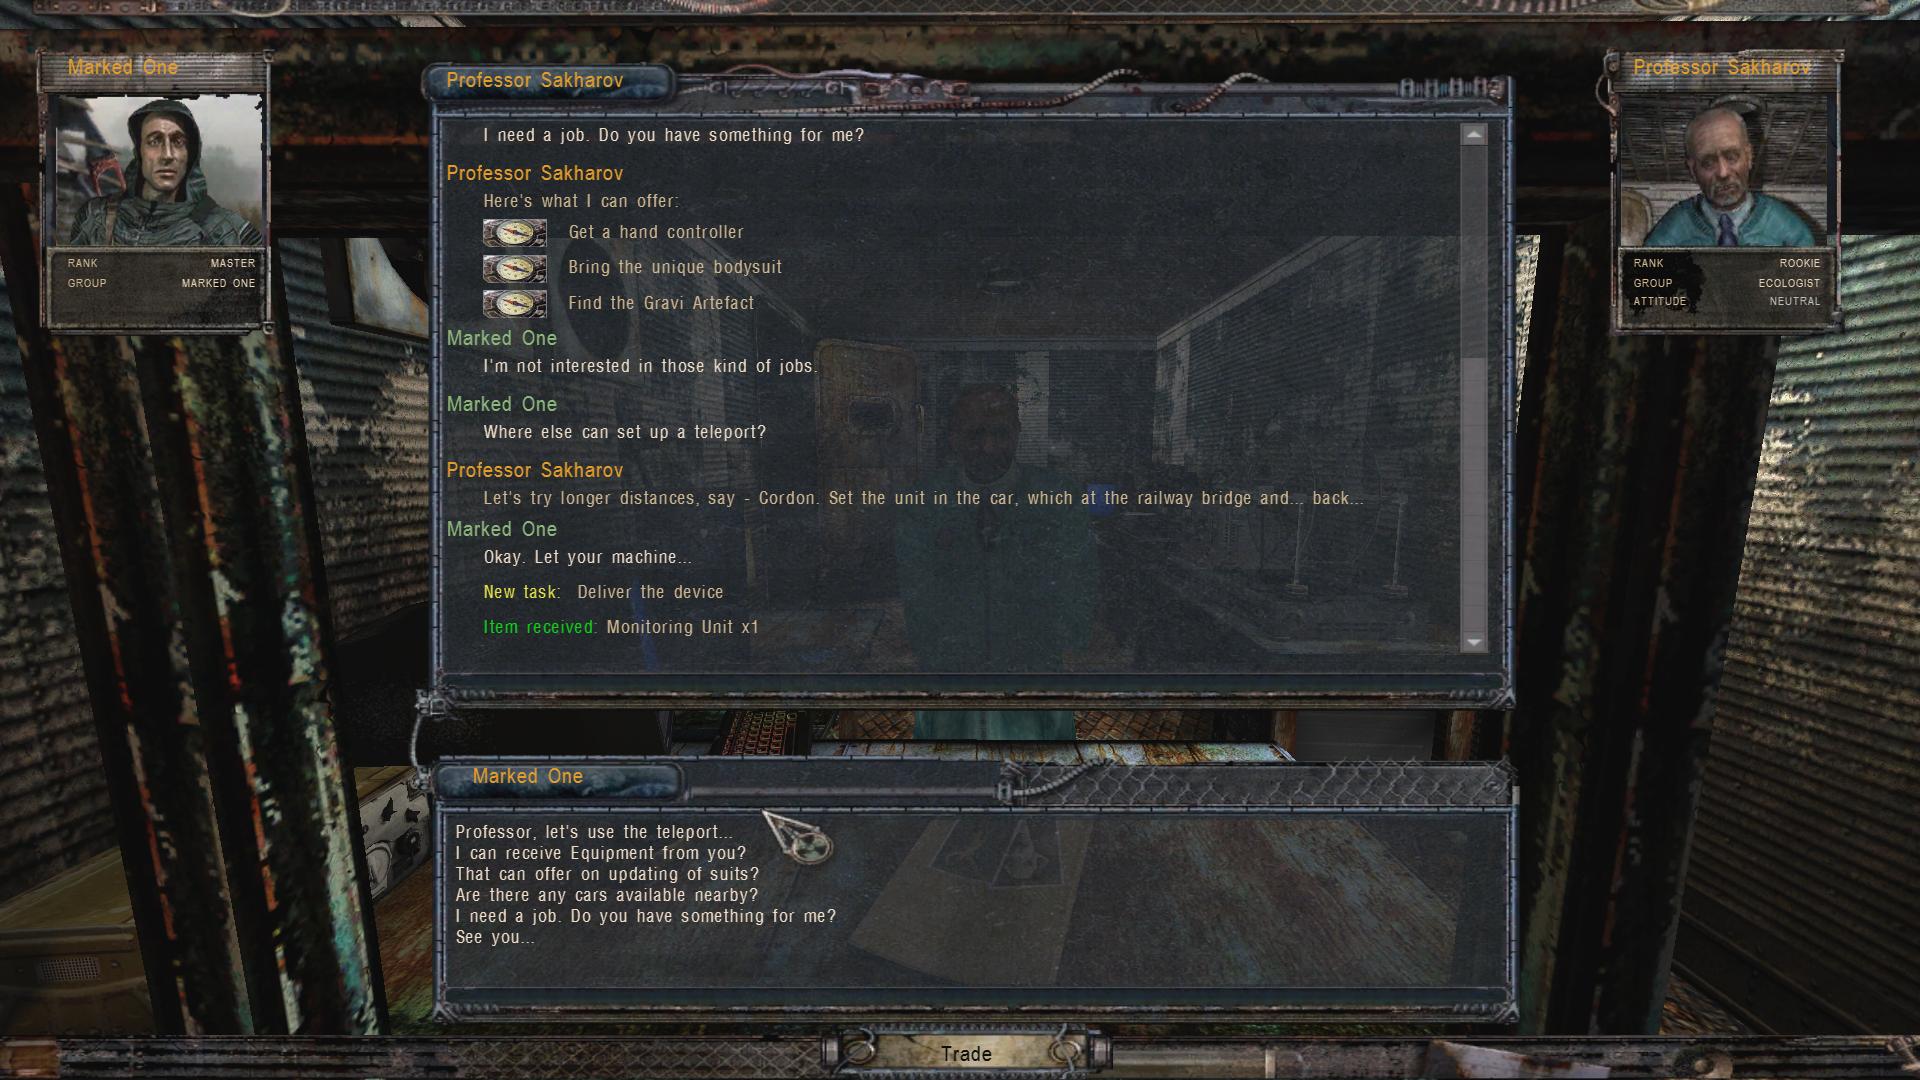 Marked One
RANK MASTER
GROUP MARKED ONE
Professor Sakharov
I need a job. Do you have something for me?
Professor Sakharov
Here's what I can offer:
Get a hand controller
Bring the unique bodysuit
Find the Gravi Artefact
Marked One
I'm not interested in those kind of jobs.
Marked One
Where else can set up a teleport?
Professor Sakharov
Let's try longer distances, say - Cordon. Set the unit in the car, which at the railway bridge and... back...
Marked One
Okay. Let your machine...
New task: Deliver the device
Item received: Monitoring Unit x1
Professor Sakharov
RANK ROOKIE
GROUP ECOLOGIST
ATTITUDE NEUTRAL
Marked One
Professor, let's use the teleport...
I can receive Equipment from you?
That can offer on updating of suits?
Are there any cars available nearby?
I need a job. Do you have something for me?
See you...
Trade